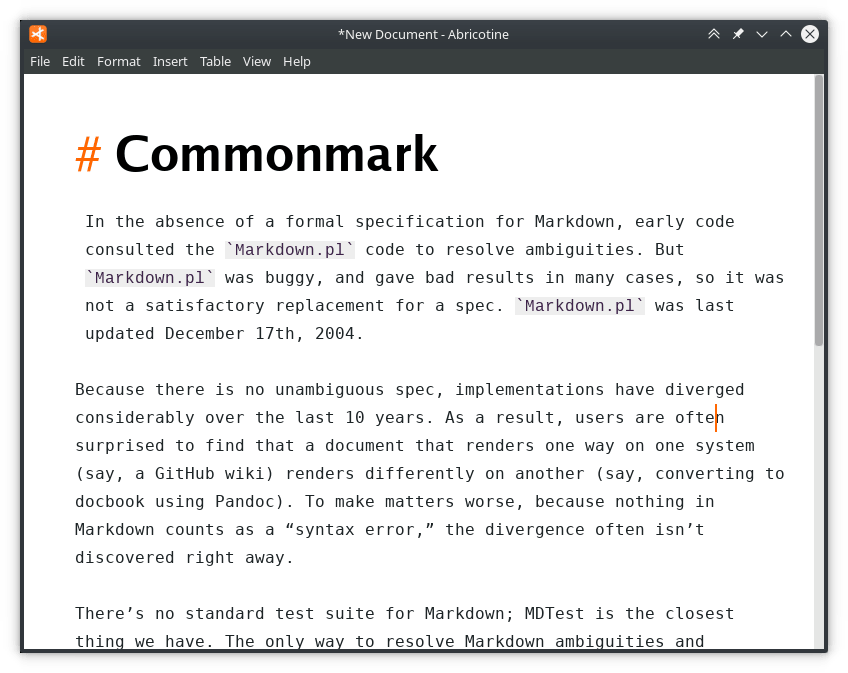 *New Document - Abricotine
File Edit Format Insert Table View Help
# Commonmark
In the absence of a formal specification for Markdown, early code
consulted the `Markdown.pl` code to resolve ambiguities. But
`Markdown.pl` was buggy, and gave bad results in many cases, so it was
not a satisfactory replacement for a spec. `Markdown.pl` was last
updated December 17th, 2004.
Because there is no unambiguous spec, implementations have diverged
considerably over the last 10 years. As a result, users are often
surprised to find that a document that renders one way on one system
(say, a GitHub wiki) renders differently on another (say, converting to
docbook using Pandoc). To make matters worse, because nothing in
Markdown counts as a “syntax error,” the divergence often isn’t
discovered right away.
There’s no standard test suite for Markdown; MDTest is the closest
thing we have. The only way to resolve Markdown ambiguities and